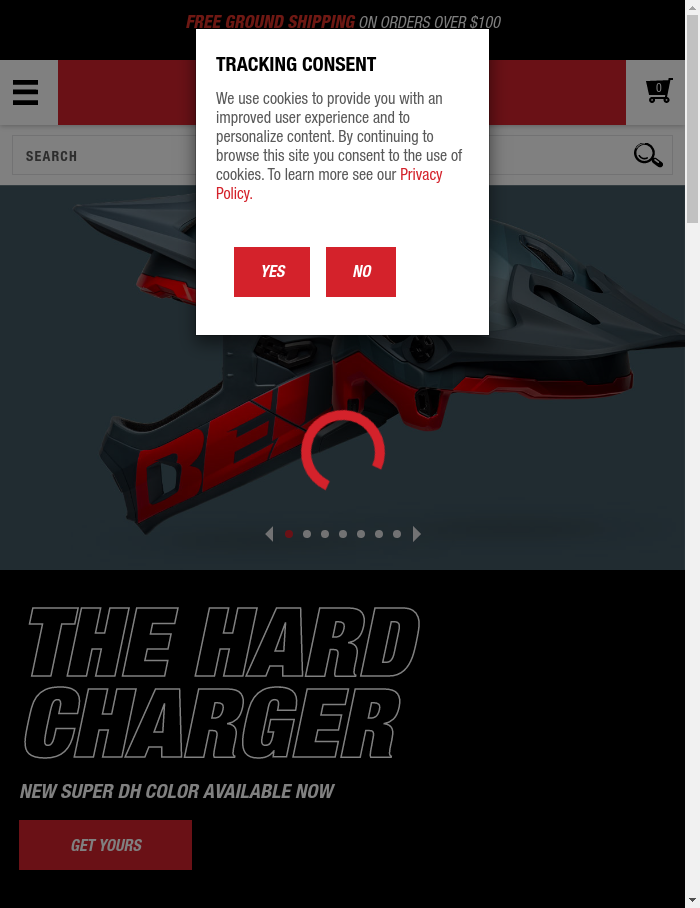 FREE GROUND SHIPPING ON ORDERS OVER $100
TRACKING CONSENT
We use cookies to provide you with an
improved user experience and to
personalize content. By continuing to
browse this site you consent to the use of
cookies. To learn more see our Privacy
Policy.
YES NO
0
SEARCH
BELL
THE HARD
CHARGER
NEW SUPER DH COLOR AVAILABLE NOW
GET YOURS